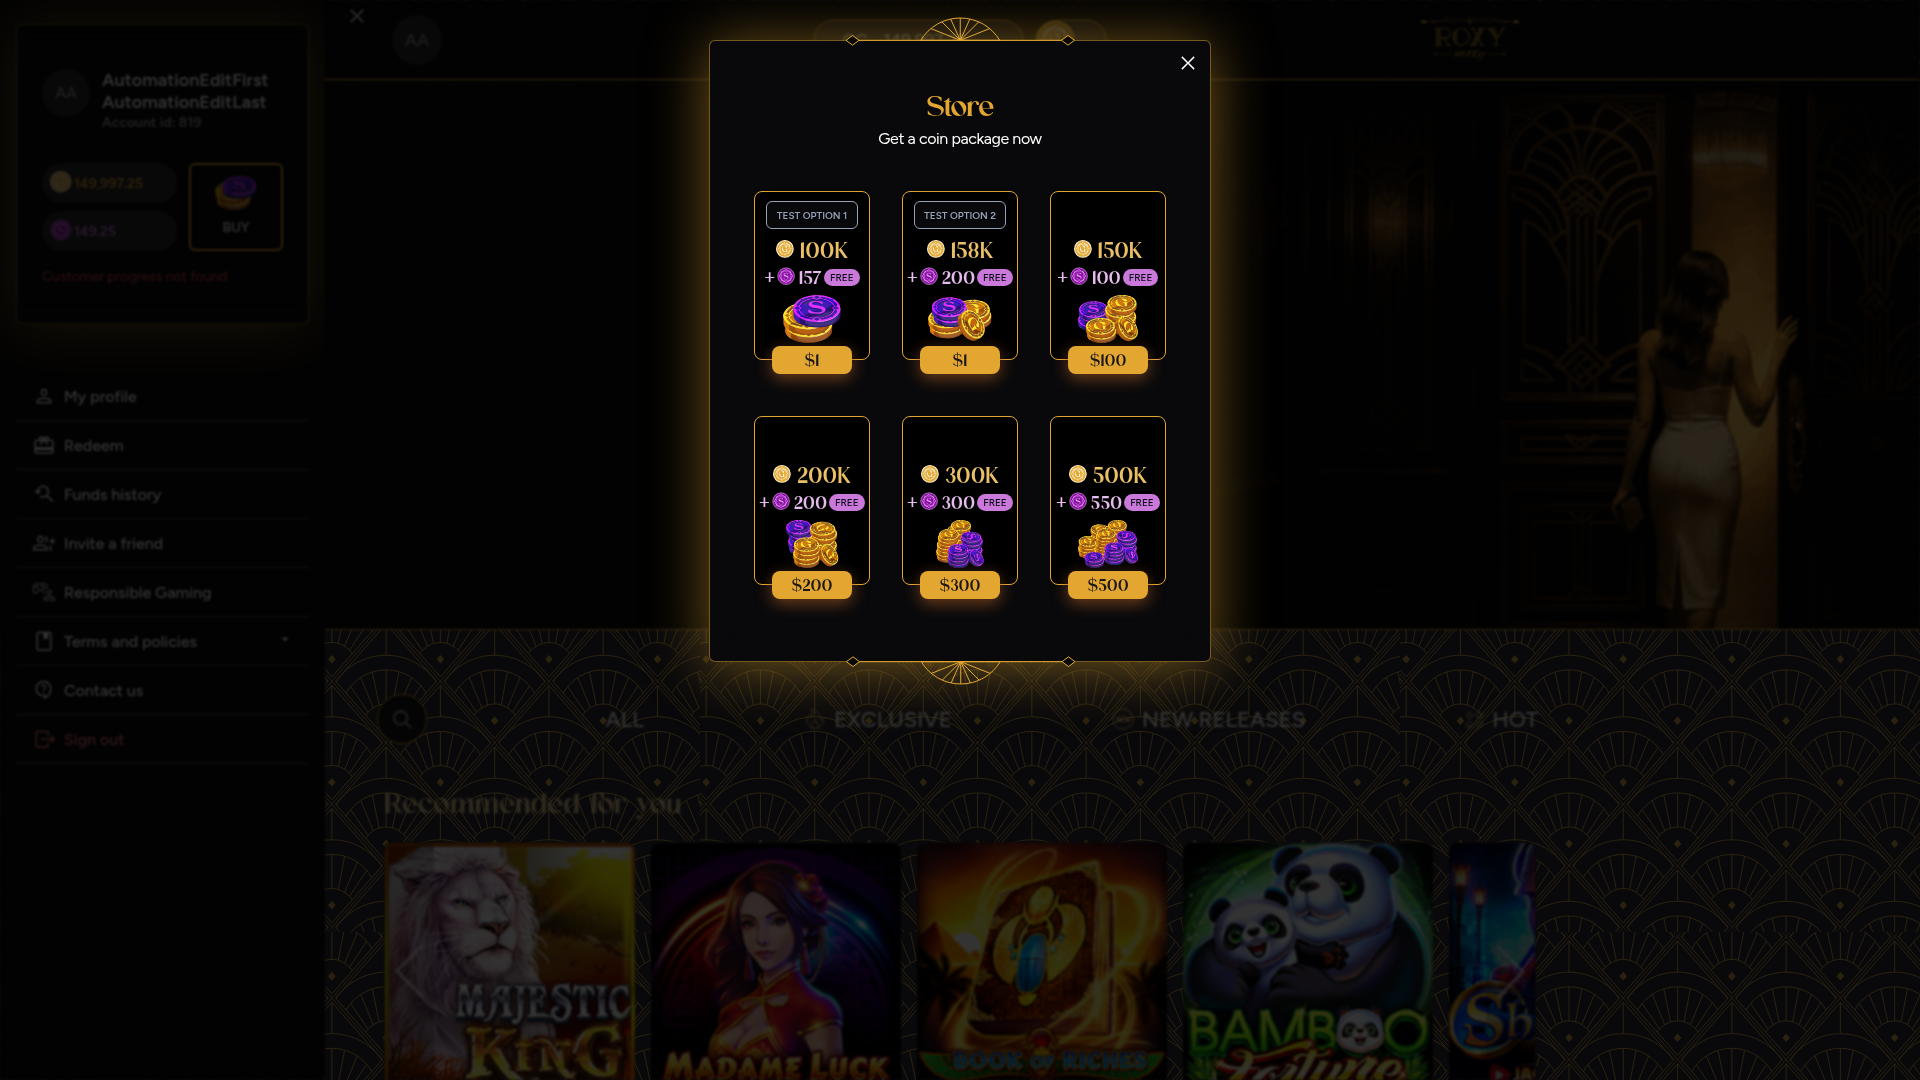 AA
AutomationEditFirst
AutomationEditLast
Account id: 819
149,997.25
149.25
BUY
Customer progress not found
My profile
Redeem
Funds history
Invite a friend
Responsible Gaming
Terms and policies
Contact us
Sign out
AA
ROXY
Store
Get a coin package now
TEST OPTION 1
100K
+ S 157 FREE
$1
TEST OPTION 2
158K
+ S 200 FREE
$1
150K
+ S 100 FREE
$100
200K
+ S 200 FREE
$200
300K
+ S 300 FREE
$300
500K
+ S 550 FREE
$500
ALL
EXCLUSIVE
NEW RELEASES
HOT
Recommended for you
MAJESTIC
KING
MADAME LUCK
BOOK OF RICHES
BAMBOO
Fortune
Sh
JA